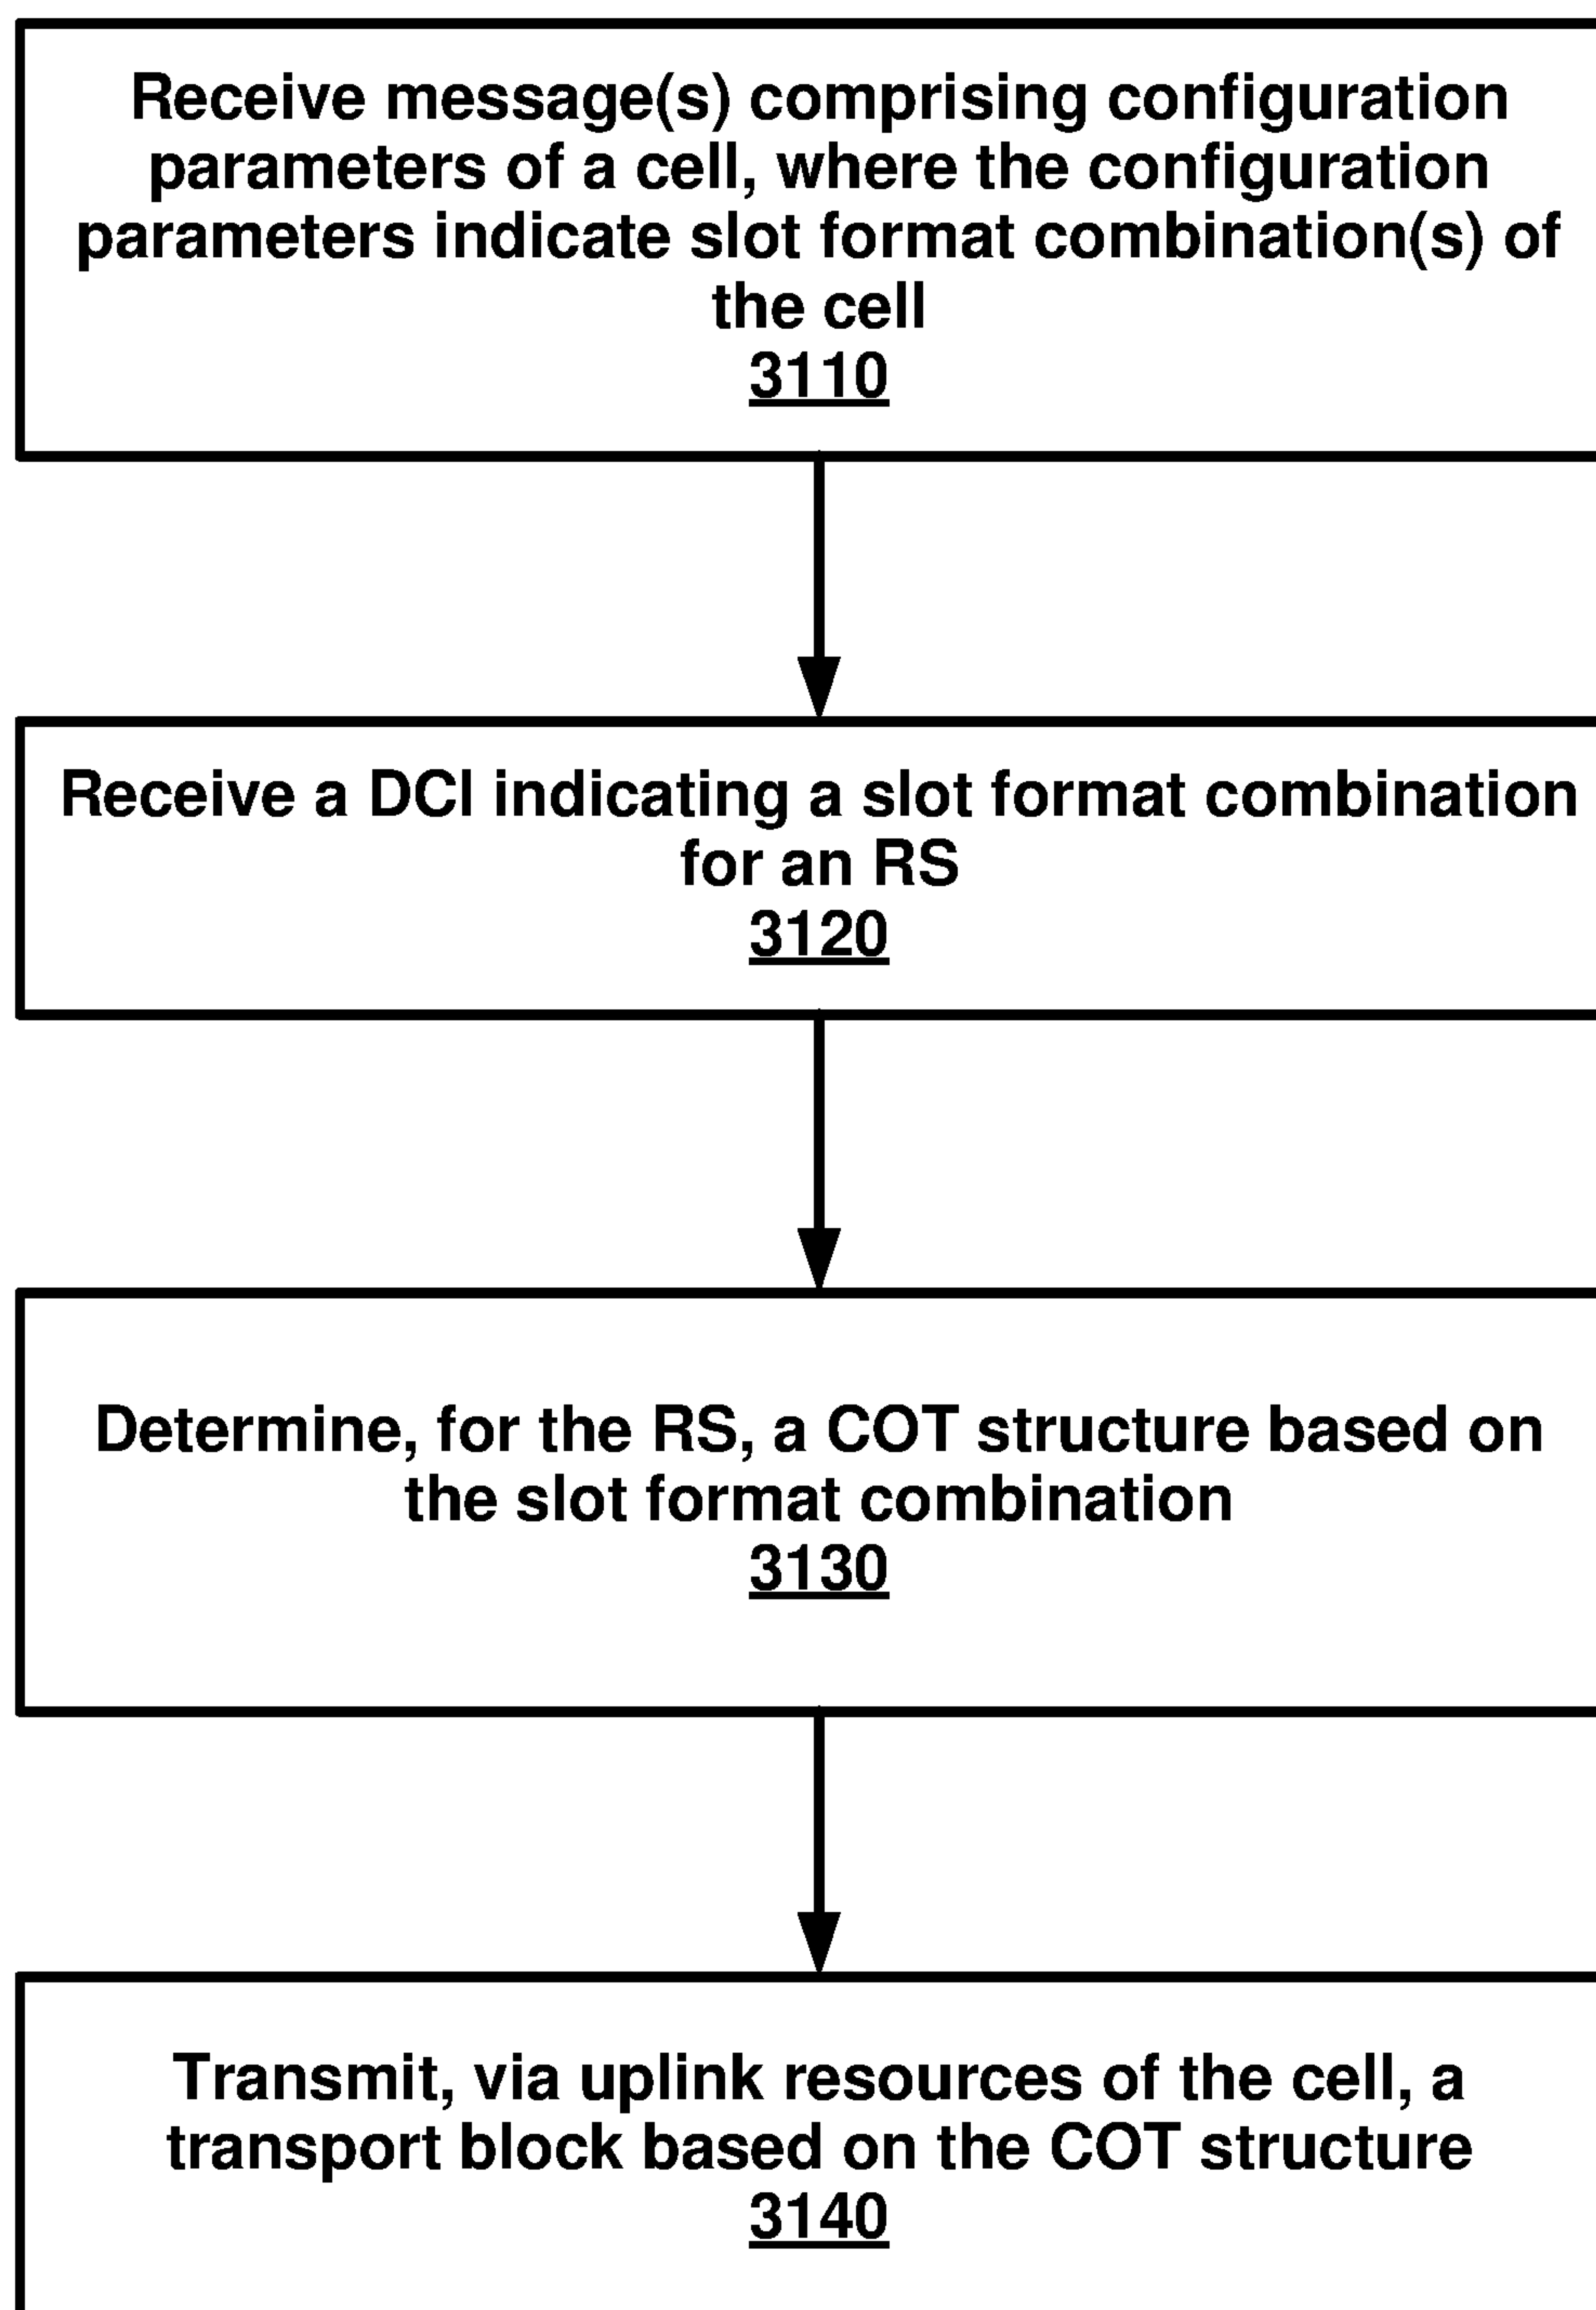 Receive message(s) comprising configuration
parameters of a cell, where the configuration
parameters indicate slot format combination(s) of
the cell
3110
Receive a DCI indicating a slot format combination
for an RS
3120
Determine, for the RS, a COT structure based on
the slot format combination
3130
Transmit, via uplink resources of the cell, a
transport block based on the COT structure
3140